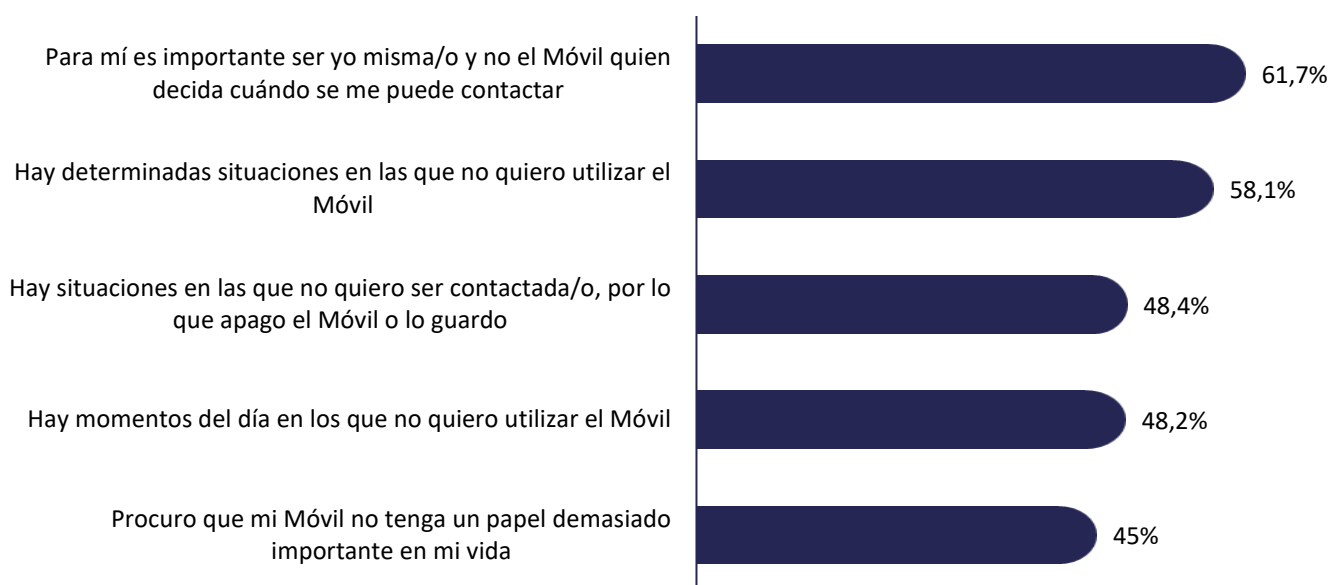 Para mí es importante ser yo misma/o y no el Móvil quien
decida cuándo se me puede contactar
61,7%
Hay determinadas situaciones en las que no quiero utilizar el
Móvil
58,1%
Hay situaciones en las que no quiero ser contactada/o, por lo
que apago el Móvil o lo guardo
48,4%
Hay momentos del día en los que no quiero utilizar el Móvil
48,2%
Procuro que mi Móvil no tenga un papel demasiado
importante en mi vida
45%